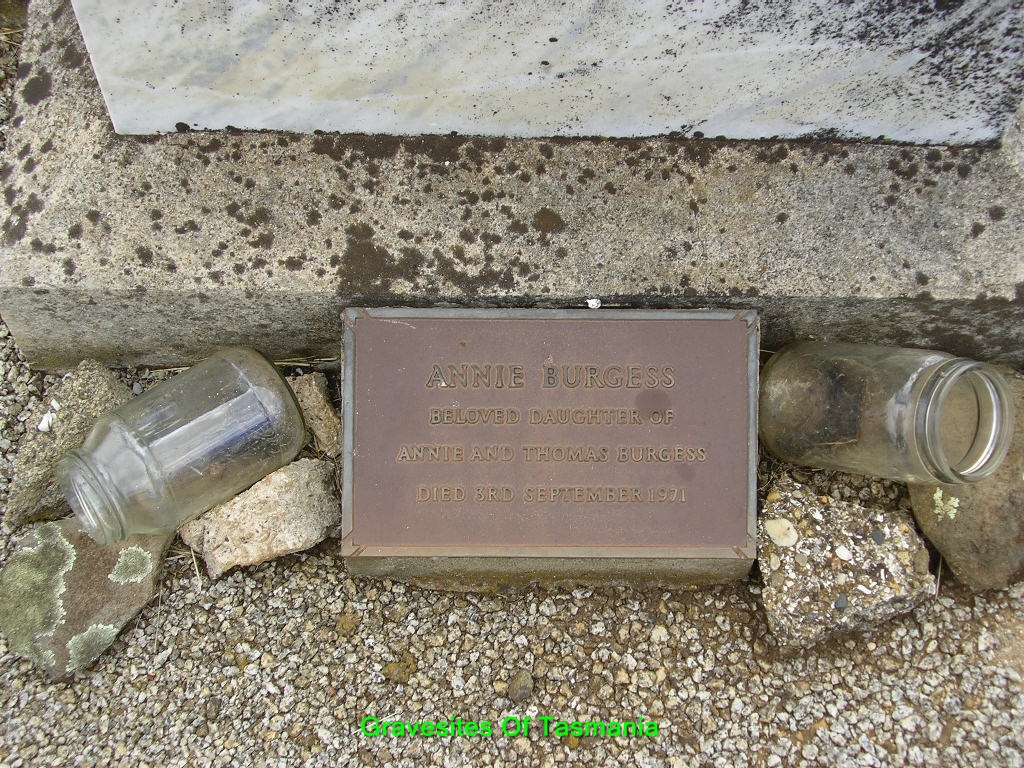 ANNIE BURGESS
BELOVED DAUGHTER OF
ANNIE AND THOMAS BURGESS
DIED 3RD SEPTEMBER 1971
Gravesites Of Tasmania